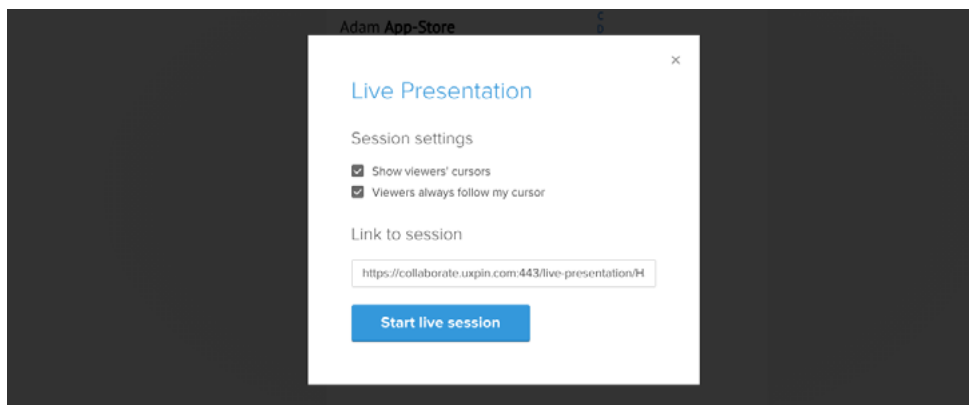 Adam App-Store
C
D
×
Live Presentation
Session settings
Show viewers' cursors
Viewers always follow my cursor
Link to session
https://collaborate.uxpin.com:443/live-presentation/H
Start live session